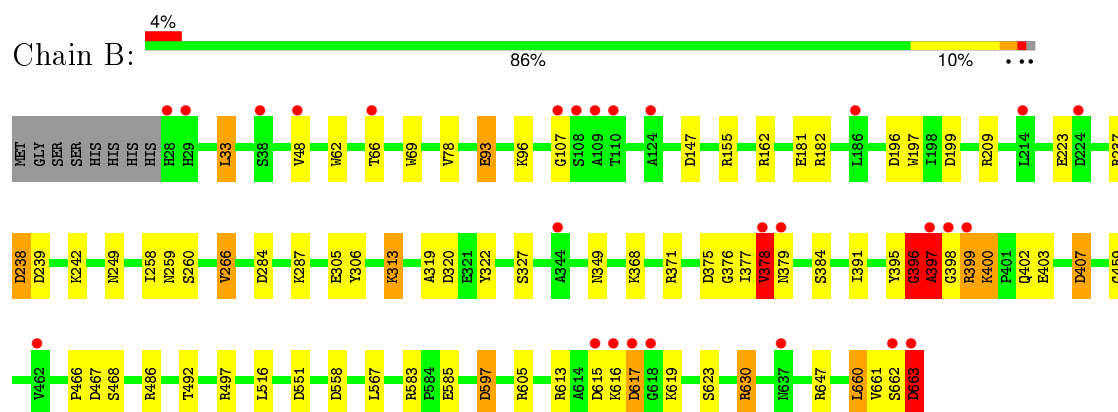 4%
Chain B:
86%
10%
MET GLY SER SER HIS HIS HIS HIS HIS H28 H29 L33 S38 V48 W62 T66 W69 V78 E93 K96 G107 S108 A109 T110 A124 D147 R155 R162 E181 R182 L186 D196 W197 I198 D199 R209 L214 E223 D224
D238 D239 K242 N249 I258 N259 S260 V266 D284 K287 E305 Y306 K313 A319 D320 E321 Y322 S327 A344 N349 K368 R371 D375 G376 I377 V378 N379 S384 I391 Y395 G396 A397 G398 R399 K400 P401 Q402 E403 D407
V462 P466 D467 S468 R486 T492 R497 L516 D551 D558 L567 R583 P584 E585 D597 R605 R613 A614 D615 K616 D617 G618 K619 S623 R630 N637 R647 L660 V661 S662 D663